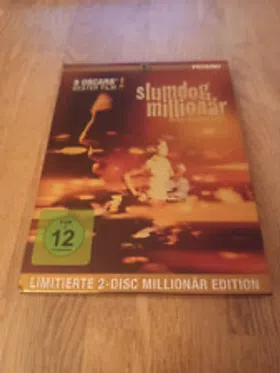 8 OSCARS®
BESTER FILM!
slumdog
millionär
FSK
12
LIMITIERTE 2-DISC MILLIONÄR EDITION